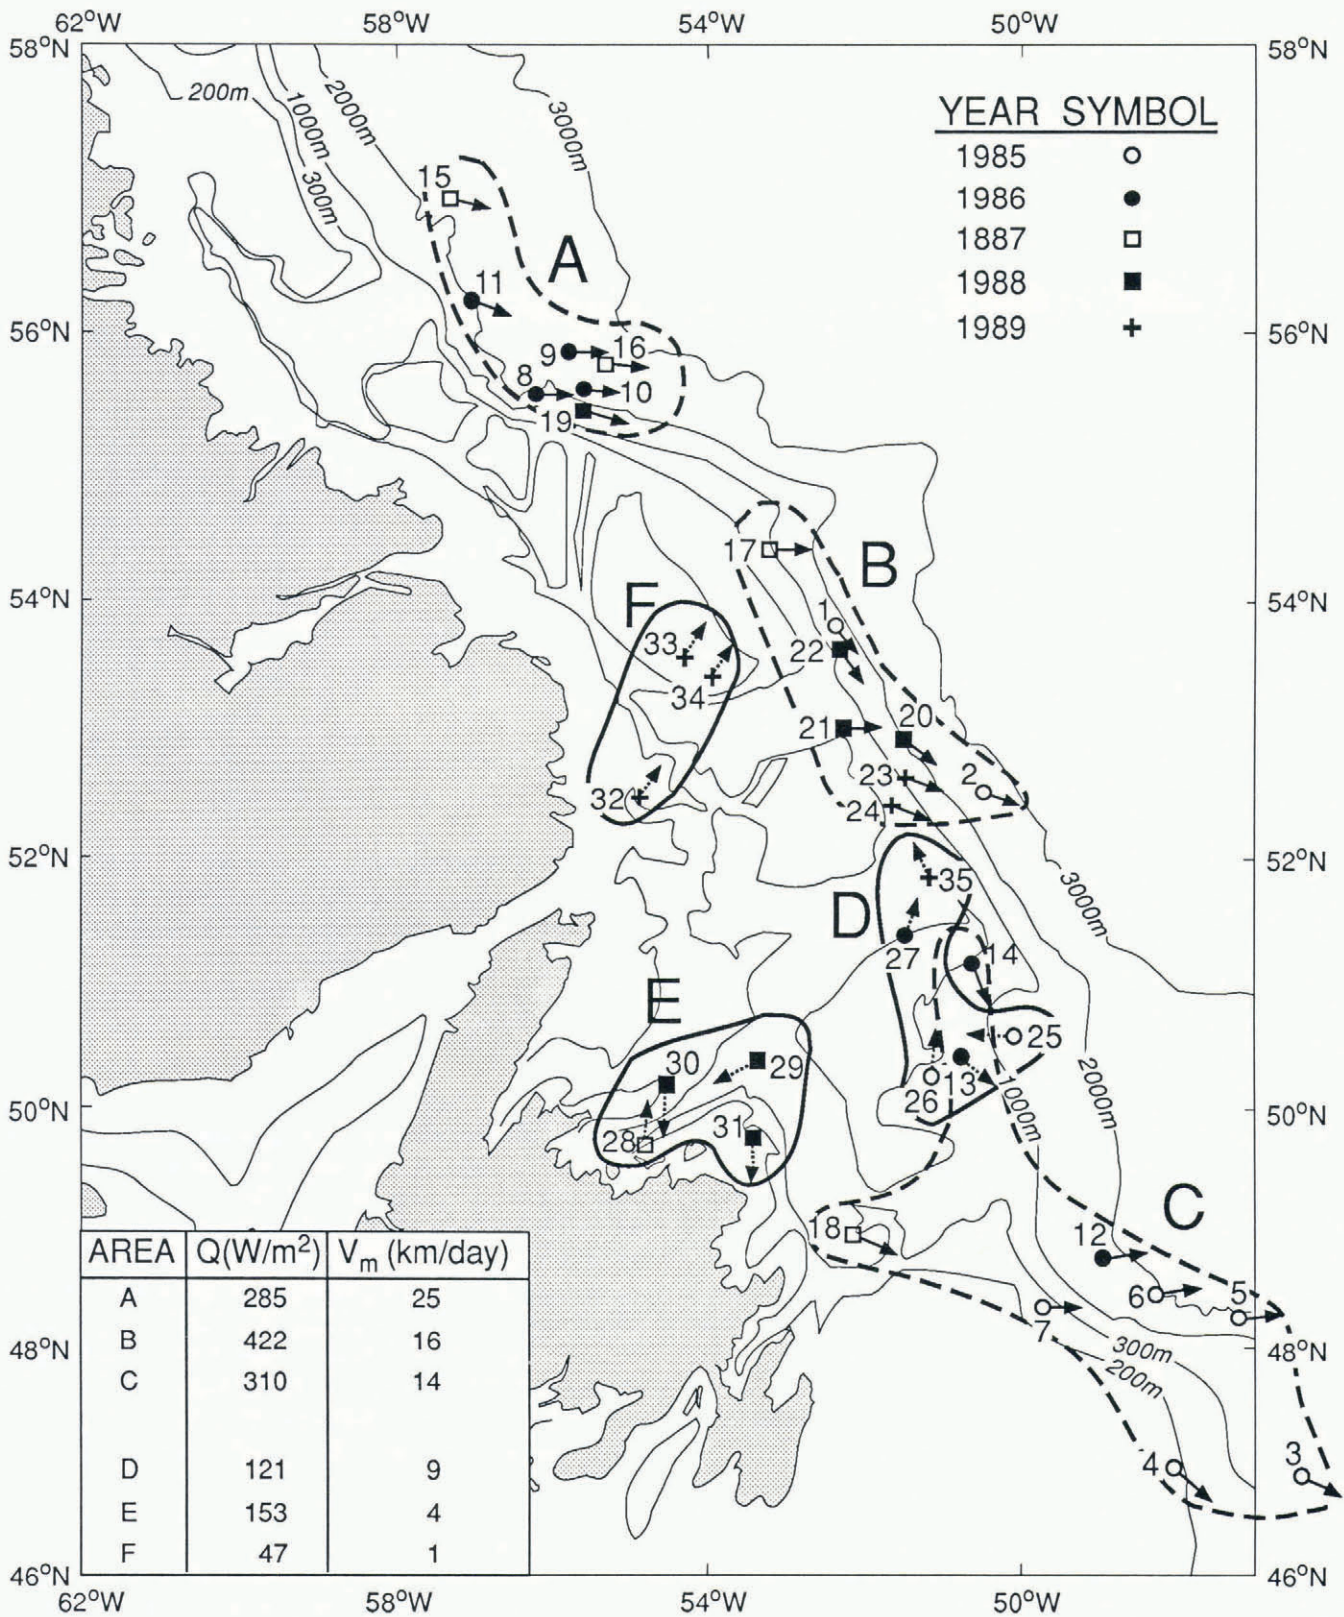 62°W 58°W 54°W 50°W
58°N 58°N
200m
1000m
300m
2000m
3000m
YEAR SYMBOL
1985
1986
1887
1988
1989
15
A
11
56°N 56°N
9 16
8 10
19
17 B
54°N F 54°N
1
33 22
34
21 20
23 2
32 24
52°N 52°N
35
3000m
D
27 14
E
25
30 29
13
26
2000m
1000m
50°N 50°N
28 31
C
18 12
6 5
7
48°N 48°N
300m
200m
4 3
AREA Q(W/m²) Vm (km/day)
A 285 25
B 422 16
C 310 14
D 121 9
E 153 4
F 47 1
46°N 46°N
62°W 58°W 54°W 50°W